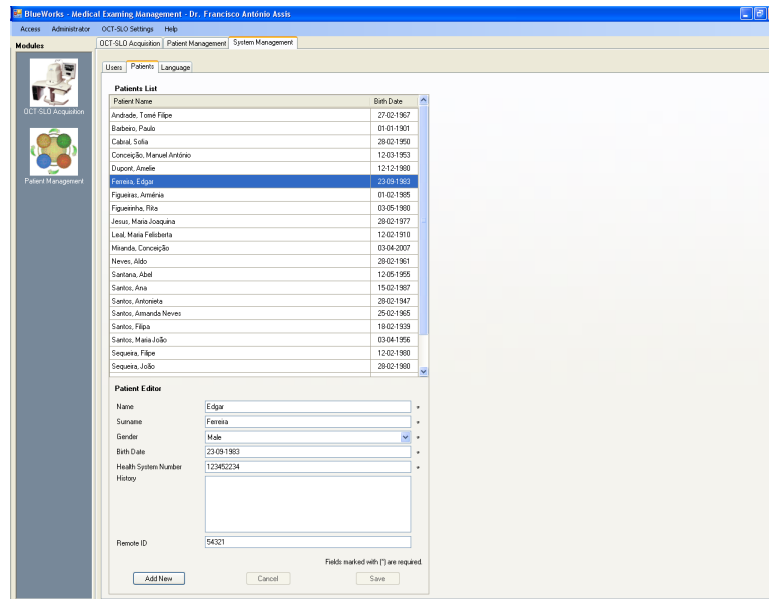 BlueWorks - Medical Examing Management - Dr. Francisco António Assis
Access Administrator OCT-SLO Settings Help
Modules
OCT-SLO Acquisition Patient Management System Management
Users Patients Language
OCT-SLO Acquisition
Patient Management
Patients List
Patient Name Birth Date
Andrade, Tomé Filipe 27-02-1967
Barbeiro, Paulo 01-01-1901
Cabral, Sofia 28-02-1950
Conceição, Manuel António 12-03-1953
Dupont, Amelie 12-12-1980
Ferreira, Edgar 23-09-1983
Figueiras, Arménia 01-02-1985
Figueirinha, Rita 03-05-1980
Jesus, Maria Joaquina 28-02-1977
Leal, Maria Felisberta 12-02-1910
Miranda, Conceição 03-04-2007
Neves, Aldo 28-02-1961
Santana, Abel 12-05-1955
Santos, Ana 15-02-1987
Santos, Antonieta 28-02-1947
Santos, Armanda Neves 25-02-1965
Santos, Filipa 18-02-1939
Santos, Maria João 03-04-1956
Sequeira, Filipe 12-02-1980
Sequeira, João 28-02-1980
Patient Editor
Name Edgar *
Surname Ferreira *
Gender Male *
Birth Date 23-09-1983 *
Health System Number 123452234 *
History
Remote ID 54321
Fields marked with (*) are required.
Add New Cancel Save